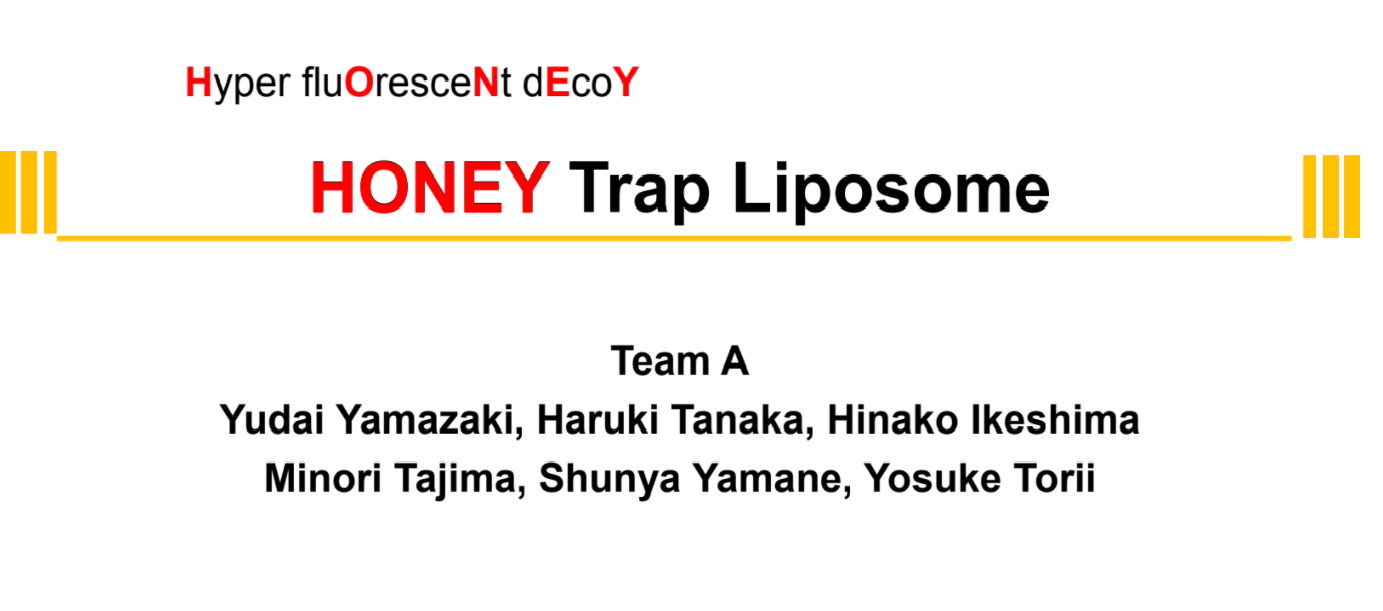 Hyper fluOresceNt dEcoY
HONEY Trap Liposome
Team A
Yudai Yamazaki, Haruki Tanaka, Hinako Ikeshima
Minori Tajima, Shunya Yamane, Yosuke Torii